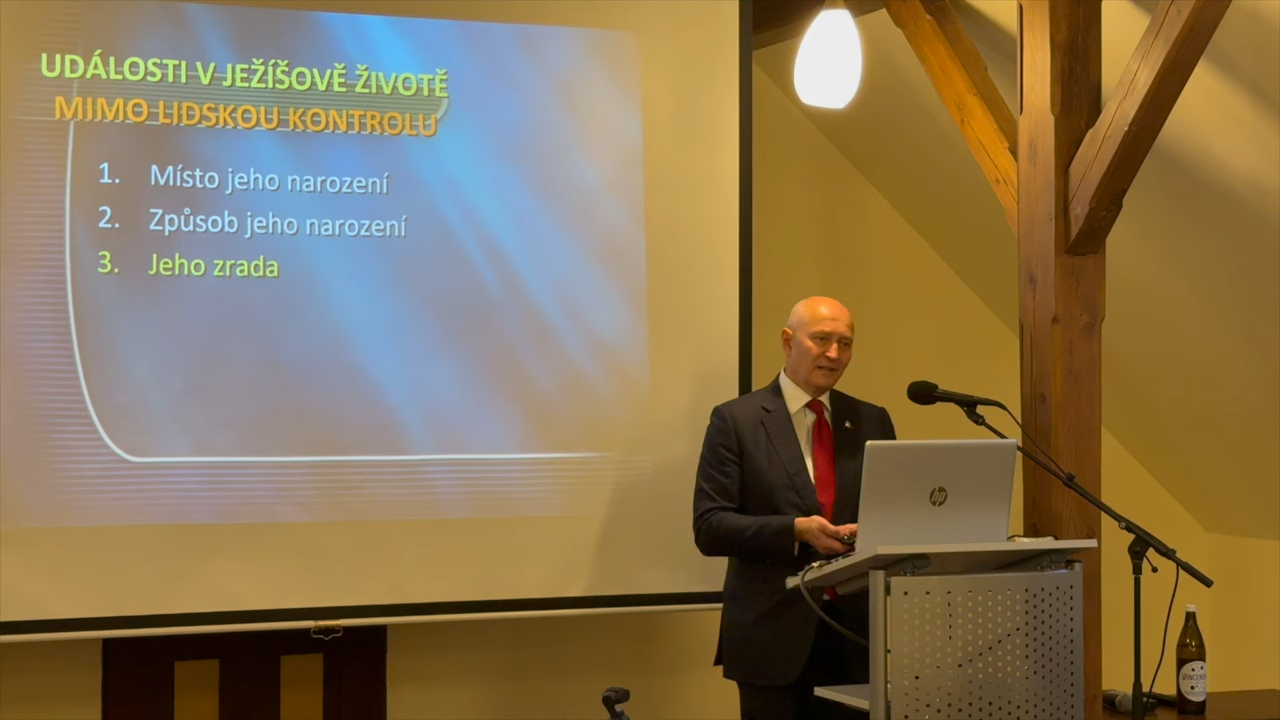 UDÁLOSTI V JEŽÍŠOVĚ ŽIVOTĚ
MIMO LIDSKOU KONTROLU
1. Místo jeho narození
2. Způsob jeho narození
3. Jeho zrada
hp